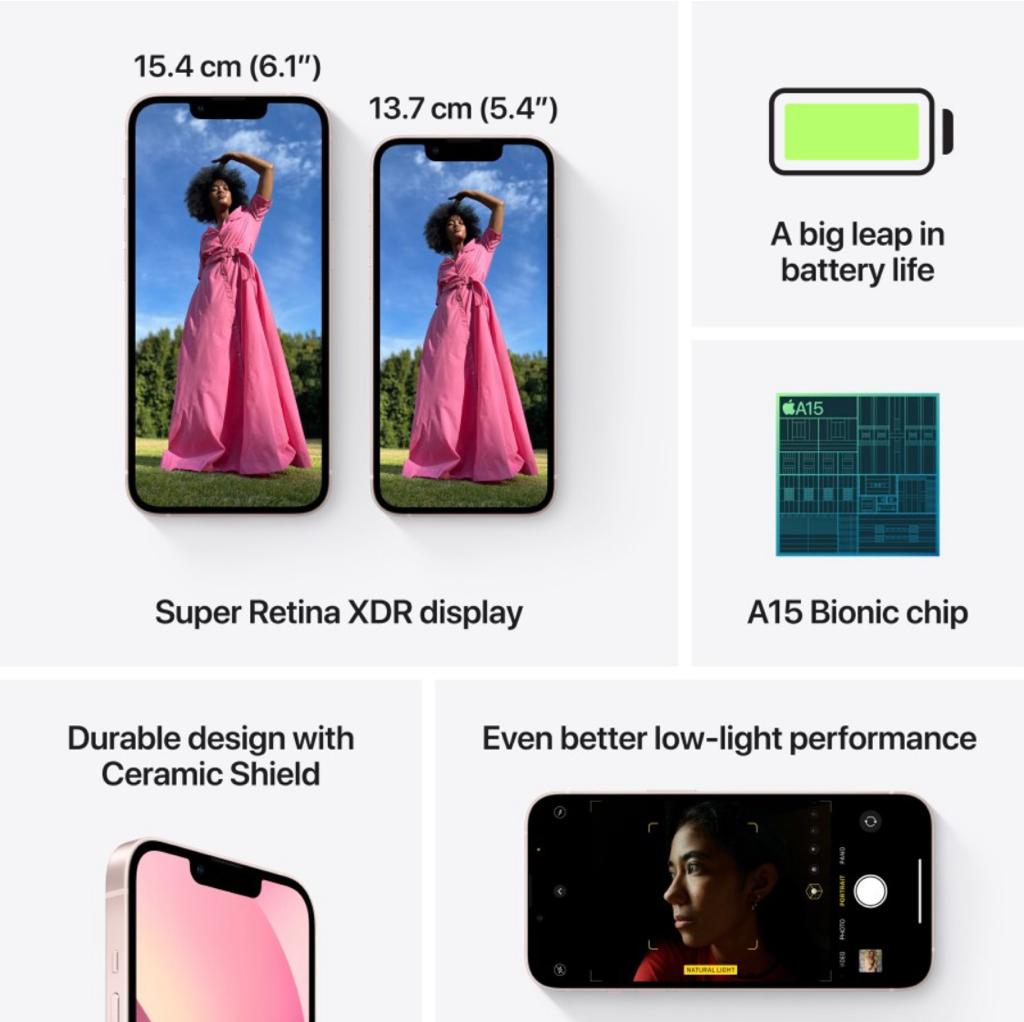 15.4 cm (6.1″)
13.7 cm (5.4″)
Super Retina XDR display
A big leap in
battery life
A15
A15 Bionic chip
Durable design with
Ceramic Shield
Even better low-light performance
NATURAL LIGHT
PANO
PORTRAIT
PHOTO
VIDEO